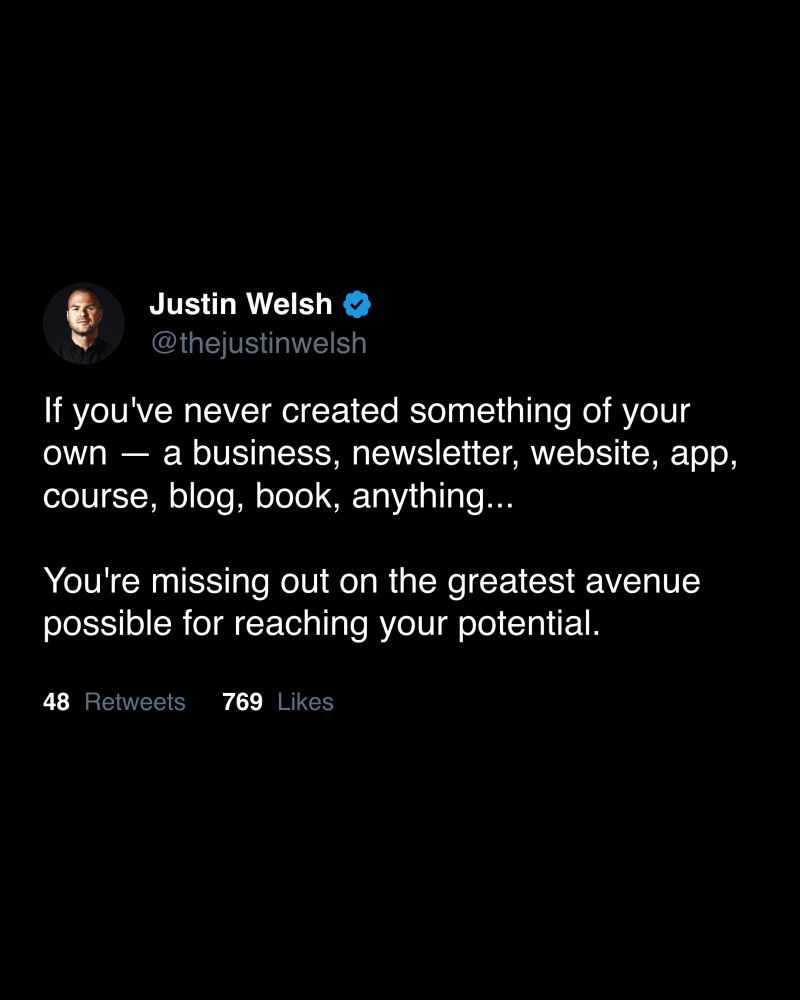 Justin Welsh
@thejustinwelsh
If you've never created something of your
own — a business, newsletter, website, app,
course, blog, book, anything...
You're missing out on the greatest avenue
possible for reaching your potential.
48 Retweets 769 Likes